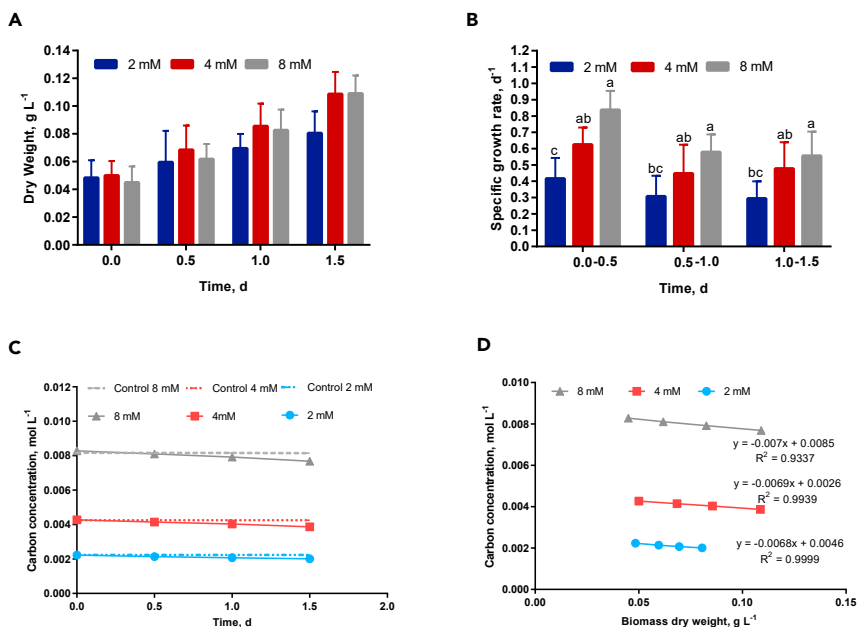 A
Dry Weight, g L-1
0.14
0.12
0.10
0.08
0.06
0.04
0.02
0.00
2 mM 4 mM 8 mM
0.0 0.5 1.0 1.5
Time, d
B
Specific growth rate, d-1
1.2
1.1
1.0
0.9
0.8
0.7
0.6
0.5
0.4
0.3
0.2
0.1
0.0
2 mM 4 mM 8 mM
c ab a bc ab a bc ab a
0.0-0.5 0.5-1.0 1.0-1.5
Time, d
C
Carbon concentration, mol L-1
0.012
0.010
0.008
0.006
0.004
0.002
0.000
Control 8 mM Control 4 mM Control 2 mM
8 mM 4mM 2 mM
0.0 0.5 1.0 1.5 2.0
Time, d
D
Carbon concentration, mol L-1
0.010
0.008
0.006
0.004
0.002
0.000
8 mM 4 mM 2 mM
y = -0.007x + 0.0085
R2 = 0.9337
y = -0.0069x + 0.0026
R2 = 0.9939
y = -0.0068x + 0.0046
R2 = 0.9999
0.00 0.05 0.10 0.15
Biomass dry weight, g L-1